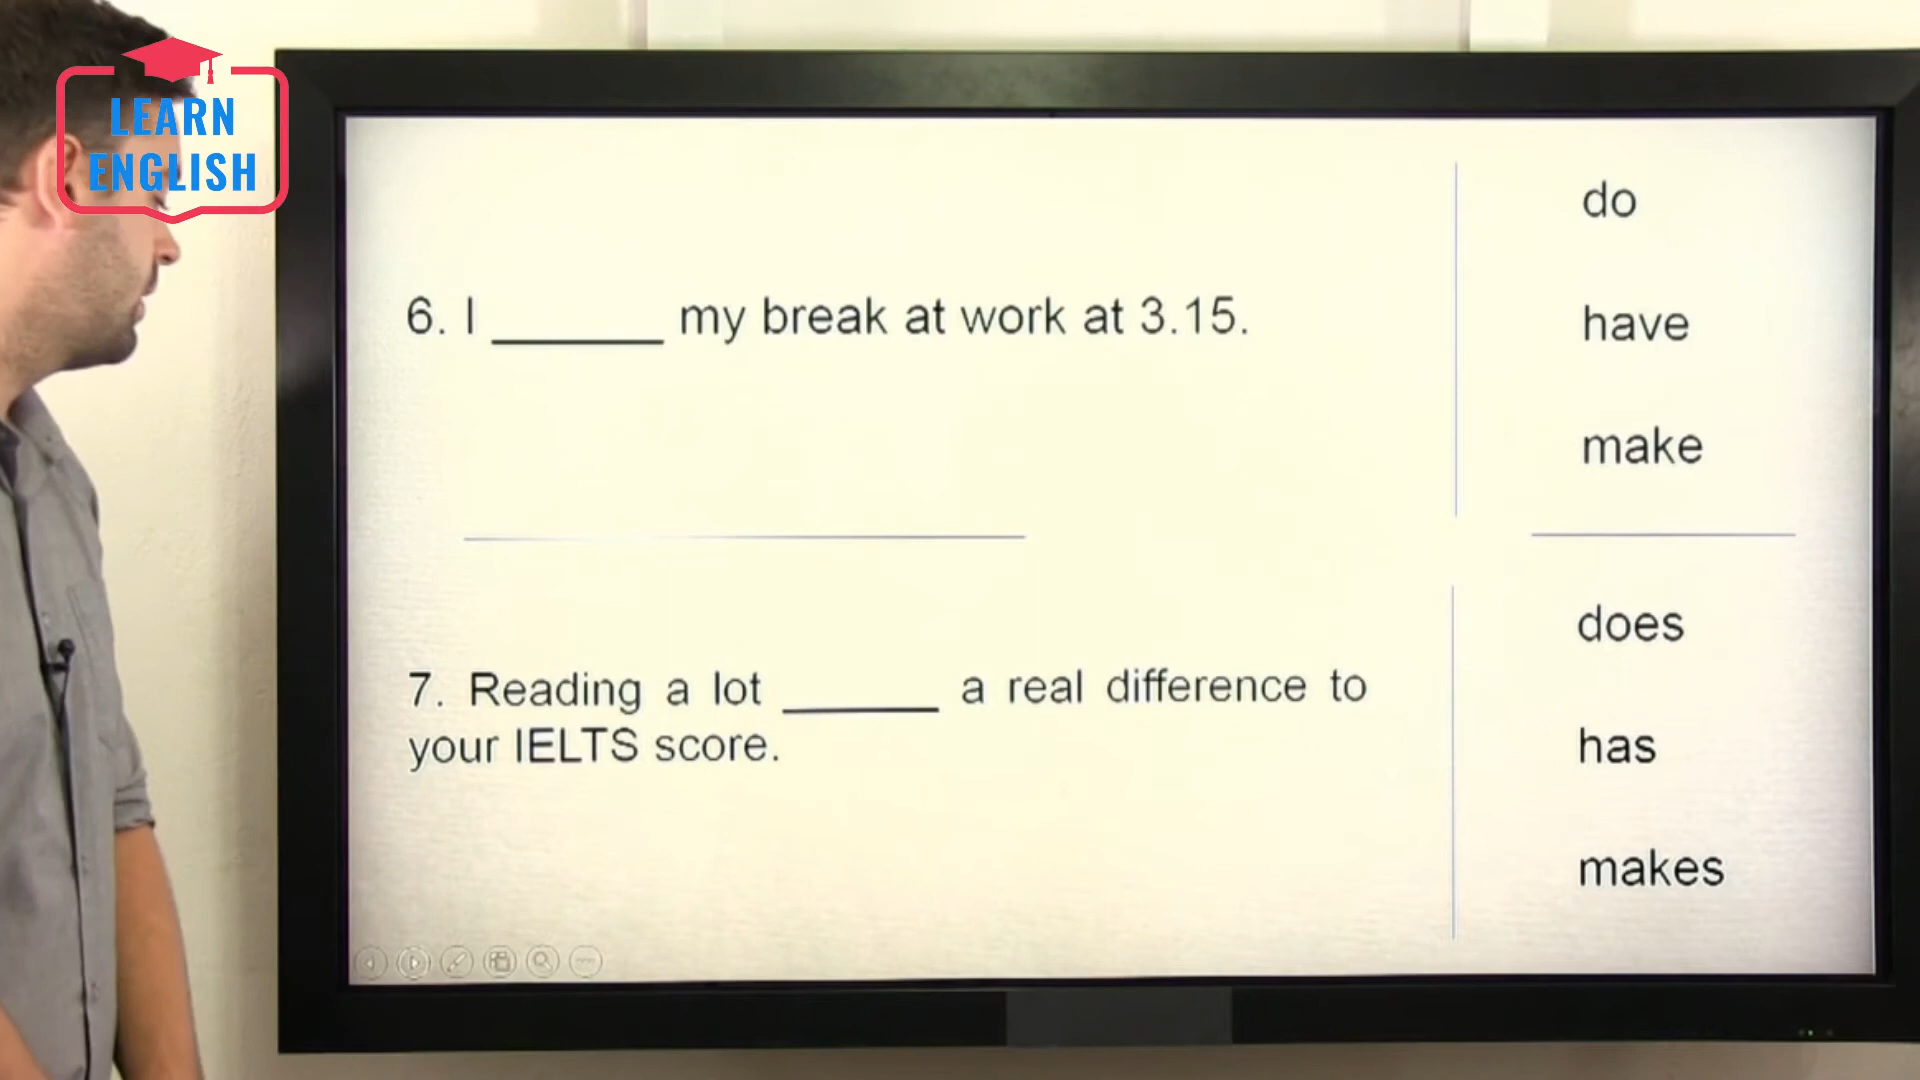 LEARN
ENGLISH
6. I ______ my break at work at 3.15.
do
have
make
7. Reading a lot ______ a real difference to
your IELTS score.
does
has
makes